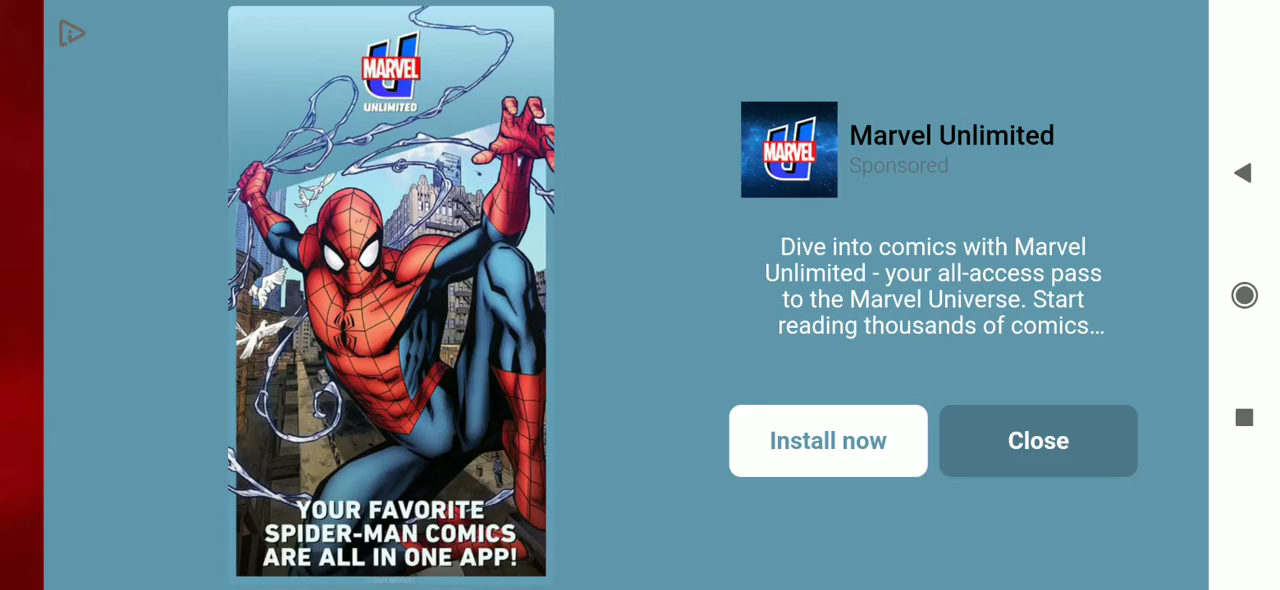 MARVEL
UNLIMITED
YOUR FAVORITE
SPIDER-MAN COMICS
ARE ALL IN ONE APP!
MARVEL
Marvel Unlimited
Sponsored
Dive into comics with Marvel
Unlimited - your all-access pass
to the Marvel Universe. Start
reading thousands of comics…
Install now
Close